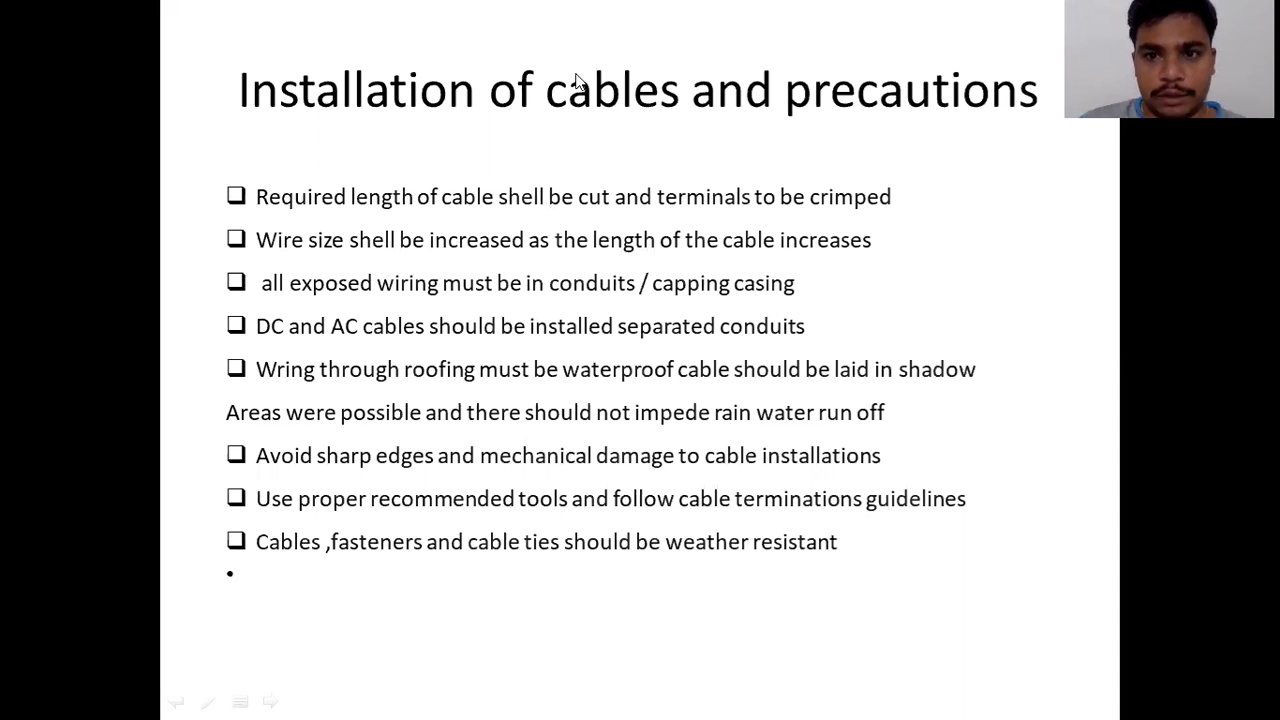 Installation of cables and precautions
Required length of cable shell be cut and terminals to be crimped
Wire size shell be increased as the length of the cable increases
all exposed wiring must be in conduits / capping casing
DC and AC cables should be installed separated conduits
Wring through roofing must be waterproof cable should be laid in shadow
Areas were possible and there should not impede rain water run off
Avoid sharp edges and mechanical damage to cable installations
Use proper recommended tools and follow cable terminations guidelines
Cables ,fasteners and cable ties should be weather resistant